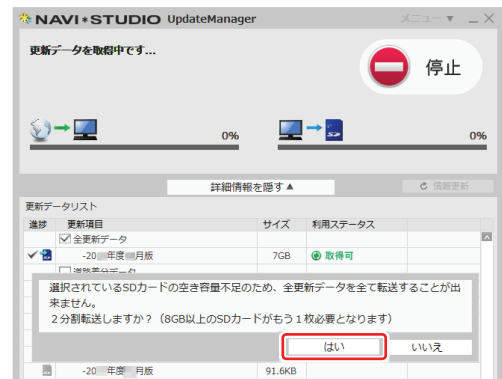 NAVI*STUDIO UpdateManager
メニュー ▼ _ ×
更新データを取得中です...
停止
0%
0%
詳細情報を隠す▲
情報更新
更新データリスト
進捗 更新項目 サイズ 利用ステータス
全更新データ
-20 年度 月版 7GB 取得可
道路差分データ
選択されているSDカードの空き容量不足のため、全更新データを全て転送することが出
来ません。
2分割転送しますか?(8GB以上のSDカードがもう1枚必要となります)
はい いいえ
-20 年度 月版 91.6KB